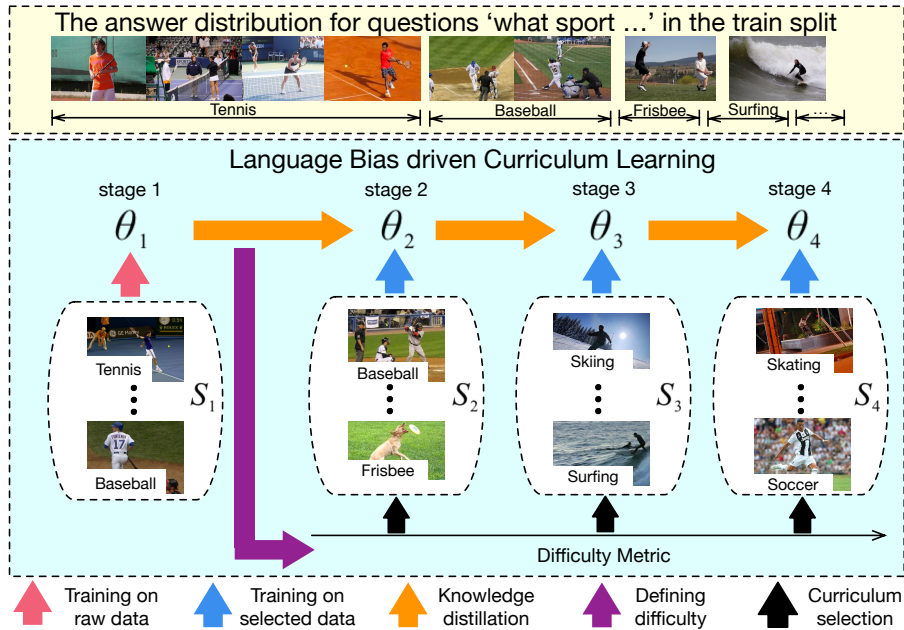 The answer distribution for questions ‘what sport ...’ in the train split
Tennis
Baseball
Frisbee
Surfing
...
Language Bias driven Curriculum Learning
stage 1
stage 2
stage 3
stage 4
θ1
θ2
θ3
θ4
Tennis
S1
Baseball
Baseball
S2
Frisbee
Skiing
S3
Surfing
Skating
S4
Soccer
17
Difficulty Metric
Training on
raw data
Training on
selected data
Knowledge
distillation
Defining
difficulty
Curriculum
selection